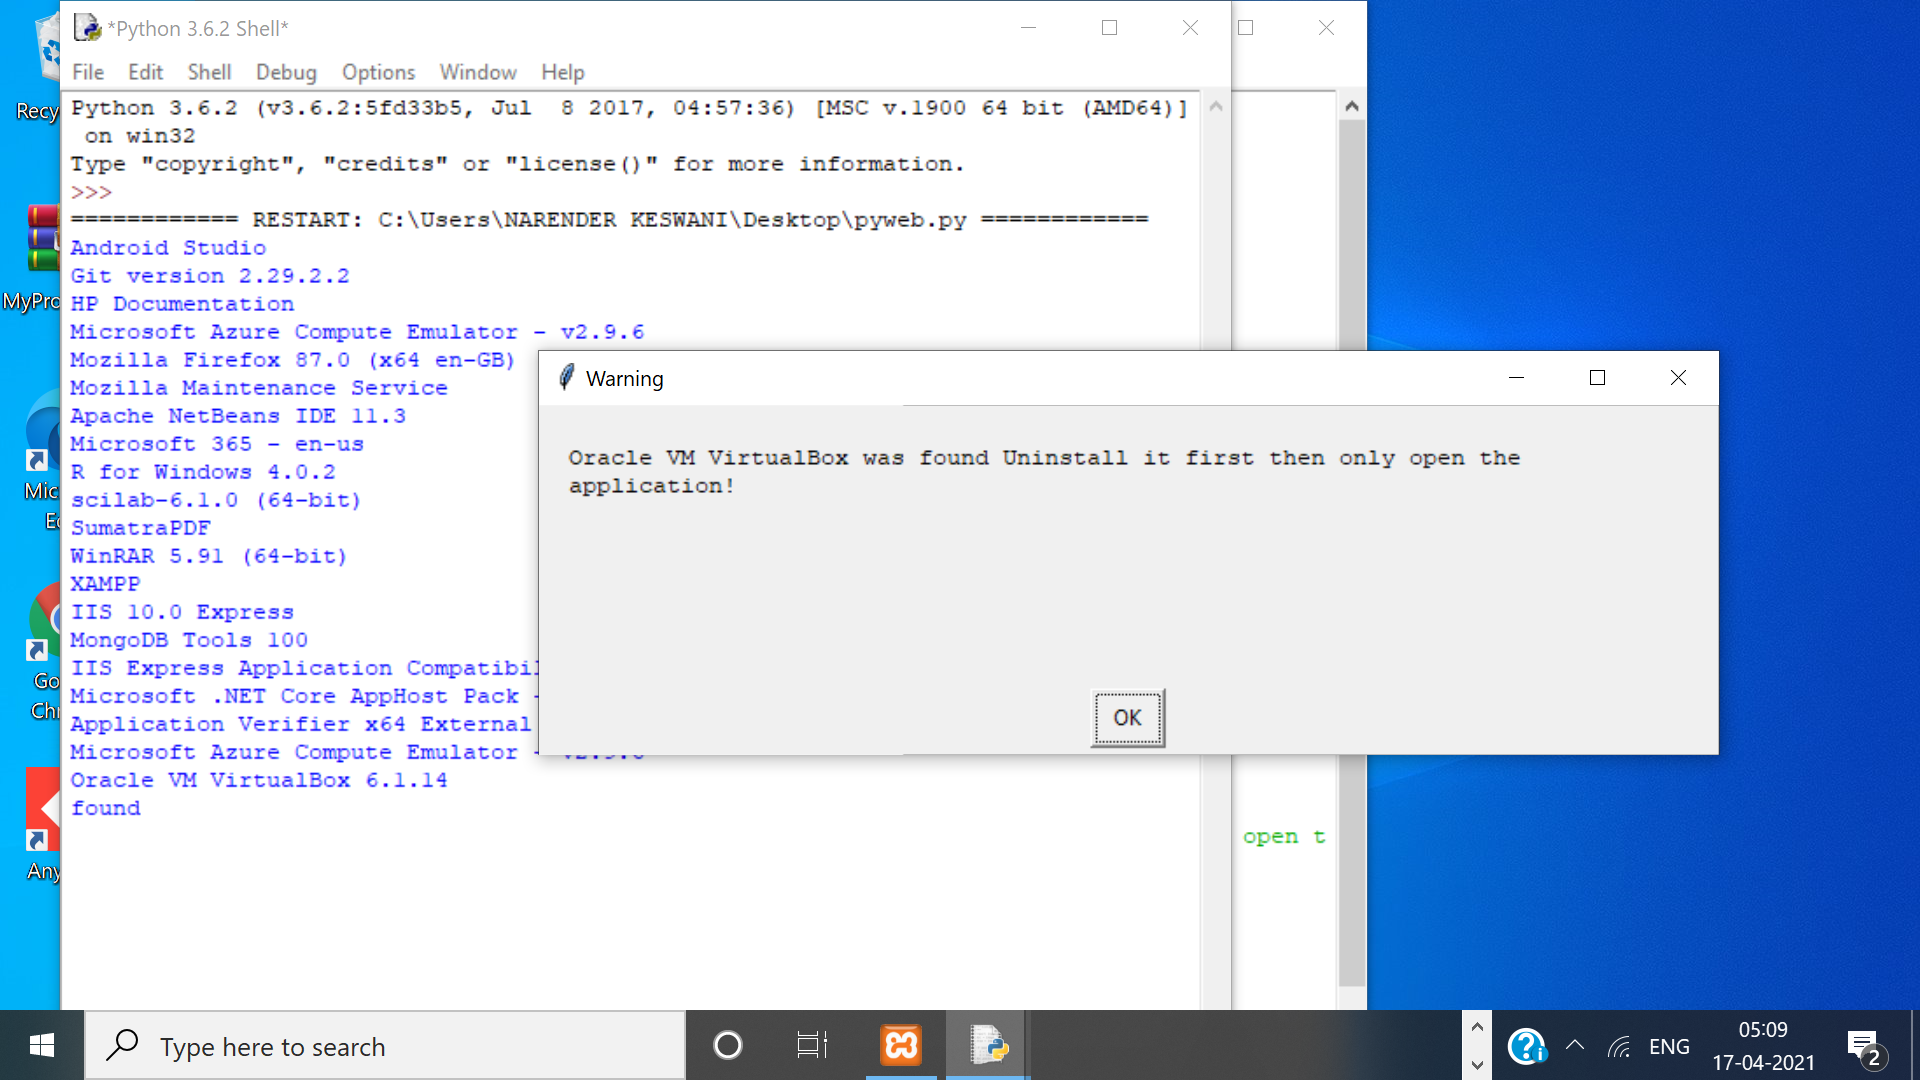 *Python 3.6.2 Shell*
File Edit Shell Debug Options Window Help
Python 3.6.2 (v3.6.2:5fd33b5, Jul 8 2017, 04:57:36) [MSC v.1900 64 bit (AMD64)]
on win32
Type "copyright", "credits" or "license()" for more information.
>>>
============ RESTART: C:\Users\NARENDER KESWANI\Desktop\pyweb.py ============
Android Studio
Git version 2.29.2.2
HP Documentation
Microsoft Azure Compute Emulator - v2.9.6
Mozilla Firefox 87.0 (x64 en-GB)
Mozilla Maintenance Service
Apache NetBeans IDE 11.3
Microsoft 365 - en-us
R for Windows 4.0.2
scilab-6.1.0 (64-bit)
SumatraPDF
WinRAR 5.91 (64-bit)
XAMPP
IIS 10.0 Express
MongoDB Tools 100
IIS Express Application Compatibil
Microsoft .NET Core AppHost Pack -
Application Verifier x64 External
Microsoft Azure Compute Emulator - v2.9.6
Oracle VM VirtualBox 6.1.14
found
Warning
Oracle VM VirtualBox was found Uninstall it first then only open the
application!
OK
open t
Recy
MyPro
Mic
Ed
Go
Chr
Any
Type here to search
ENG
05:09
17-04-2021
2